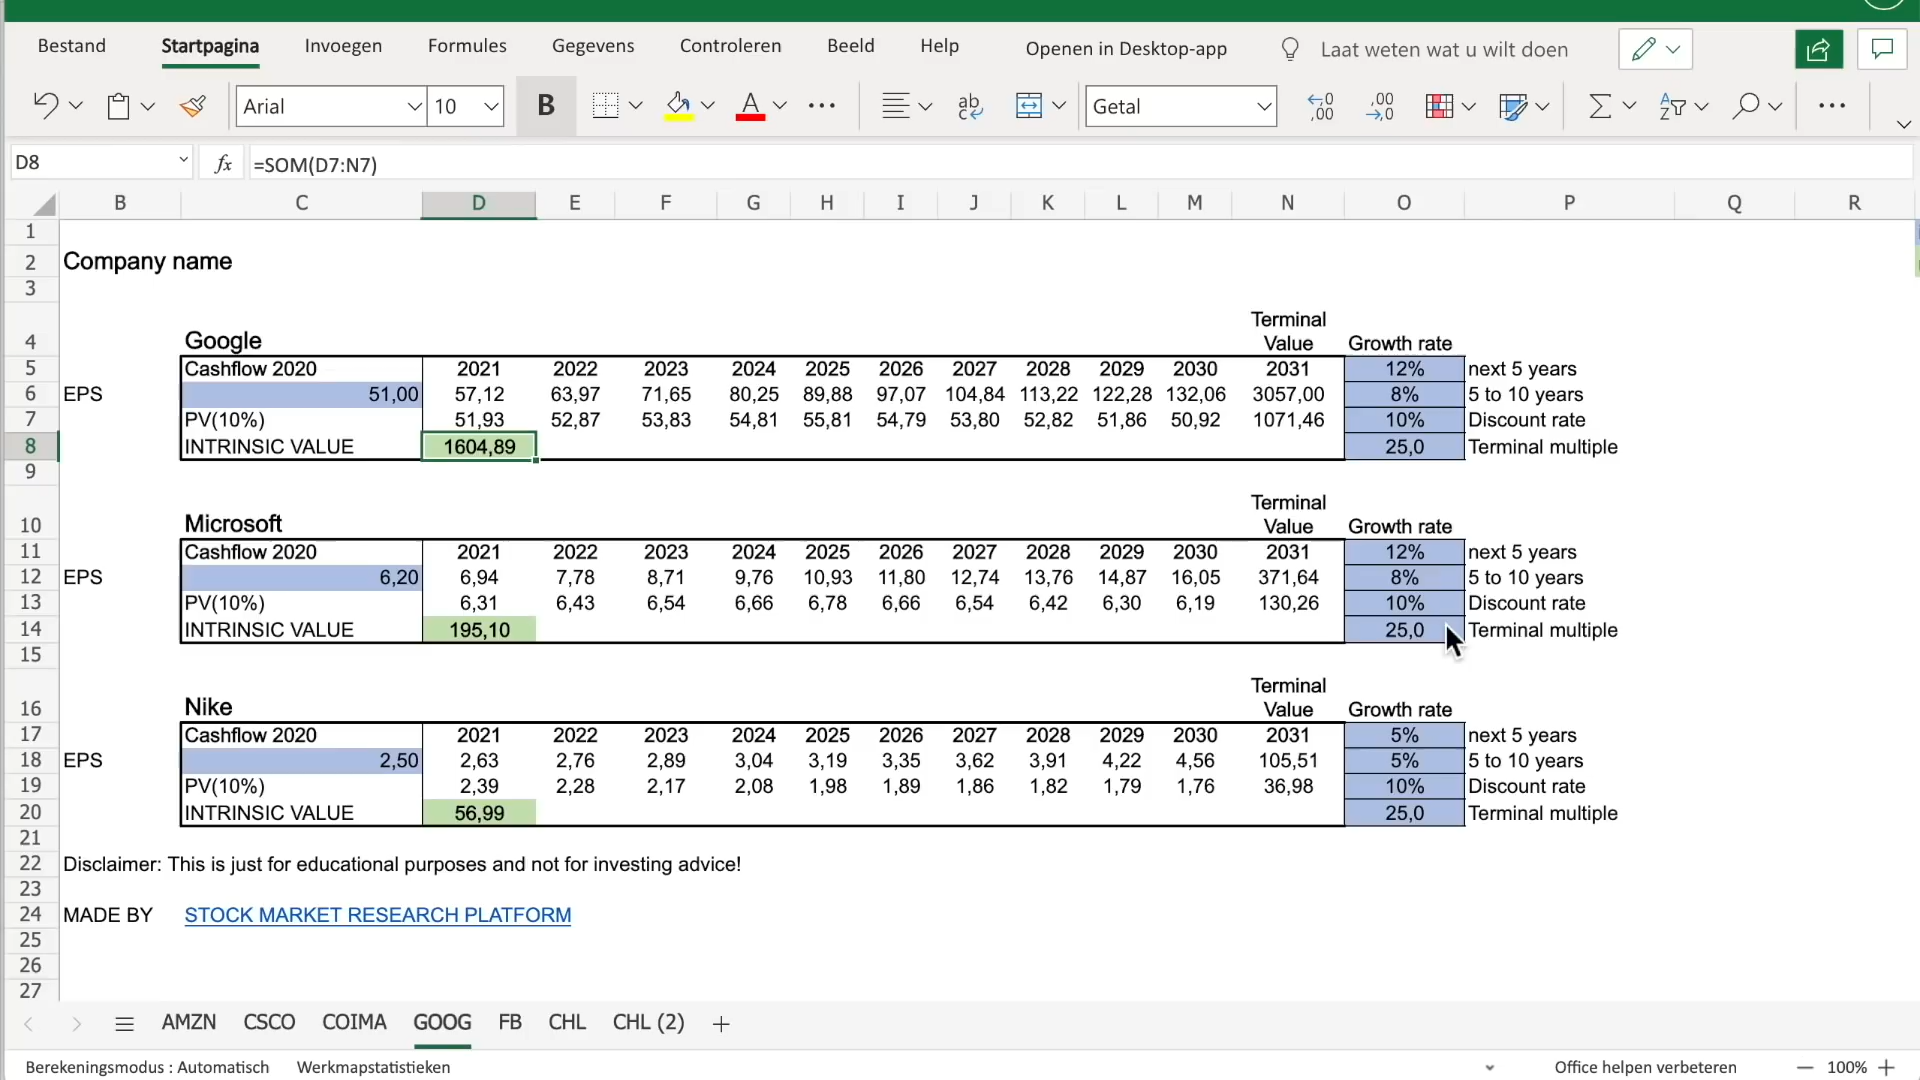 Bestand Startpagina Invoegen Formules Gegevens Controleren Beeld Help Openen in Desktop-app Laat weten wat u wilt doen
Arial 10 B A ab Getal
D8 fx =SOM(D7:N7)
B C D E F G H I J K L M N O P Q R
1
2 Company name
3
Terminal
4 Google Value Growth rate
5 Cashflow 2020 2021 2022 2023 2024 2025 2026 2027 2028 2029 2030 2031 12% next 5 years
6 EPS 51,00 57,12 63,97 71,65 80,25 89,88 97,07 104,84 113,22 122,28 132,06 3057,00 8% 5 to 10 years
7 PV(10%) 51,93 52,87 53,83 54,81 55,81 54,79 53,80 52,82 51,86 50,92 1071,46 10% Discount rate
8 INTRINSIC VALUE 1604,89 25,0 Terminal multiple
9
Terminal
10 Microsoft Value Growth rate
11 Cashflow 2020 2021 2022 2023 2024 2025 2026 2027 2028 2029 2030 2031 12% next 5 years
12 EPS 6,20 6,94 7,78 8,71 9,76 10,93 11,80 12,74 13,76 14,87 16,05 371,64 8% 5 to 10 years
13 PV(10%) 6,31 6,43 6,54 6,66 6,78 6,66 6,54 6,42 6,30 6,19 130,26 10% Discount rate
14 INTRINSIC VALUE 195,10 25,0 Terminal multiple
15
Terminal
16 Nike Value Growth rate
17 Cashflow 2020 2021 2022 2023 2024 2025 2026 2027 2028 2029 2030 2031 5% next 5 years
18 EPS 2,50 2,63 2,76 2,89 3,04 3,19 3,35 3,62 3,91 4,22 4,56 105,51 5% 5 to 10 years
19 PV(10%) 2,39 2,28 2,17 2,08 1,98 1,89 1,86 1,82 1,79 1,76 36,98 10% Discount rate
20 INTRINSIC VALUE 56,99 25,0 Terminal multiple
21
22 Disclaimer: This is just for educational purposes and not for investing advice!
23
24 MADE BY STOCK MARKET RESEARCH PLATFORM
25
26
27
AMZN CSCO COIMA GOOG FB CHL CHL (2)
Berekeningsmodus : Automatisch Werkmapstatistieken Office helpen verbeteren 100%